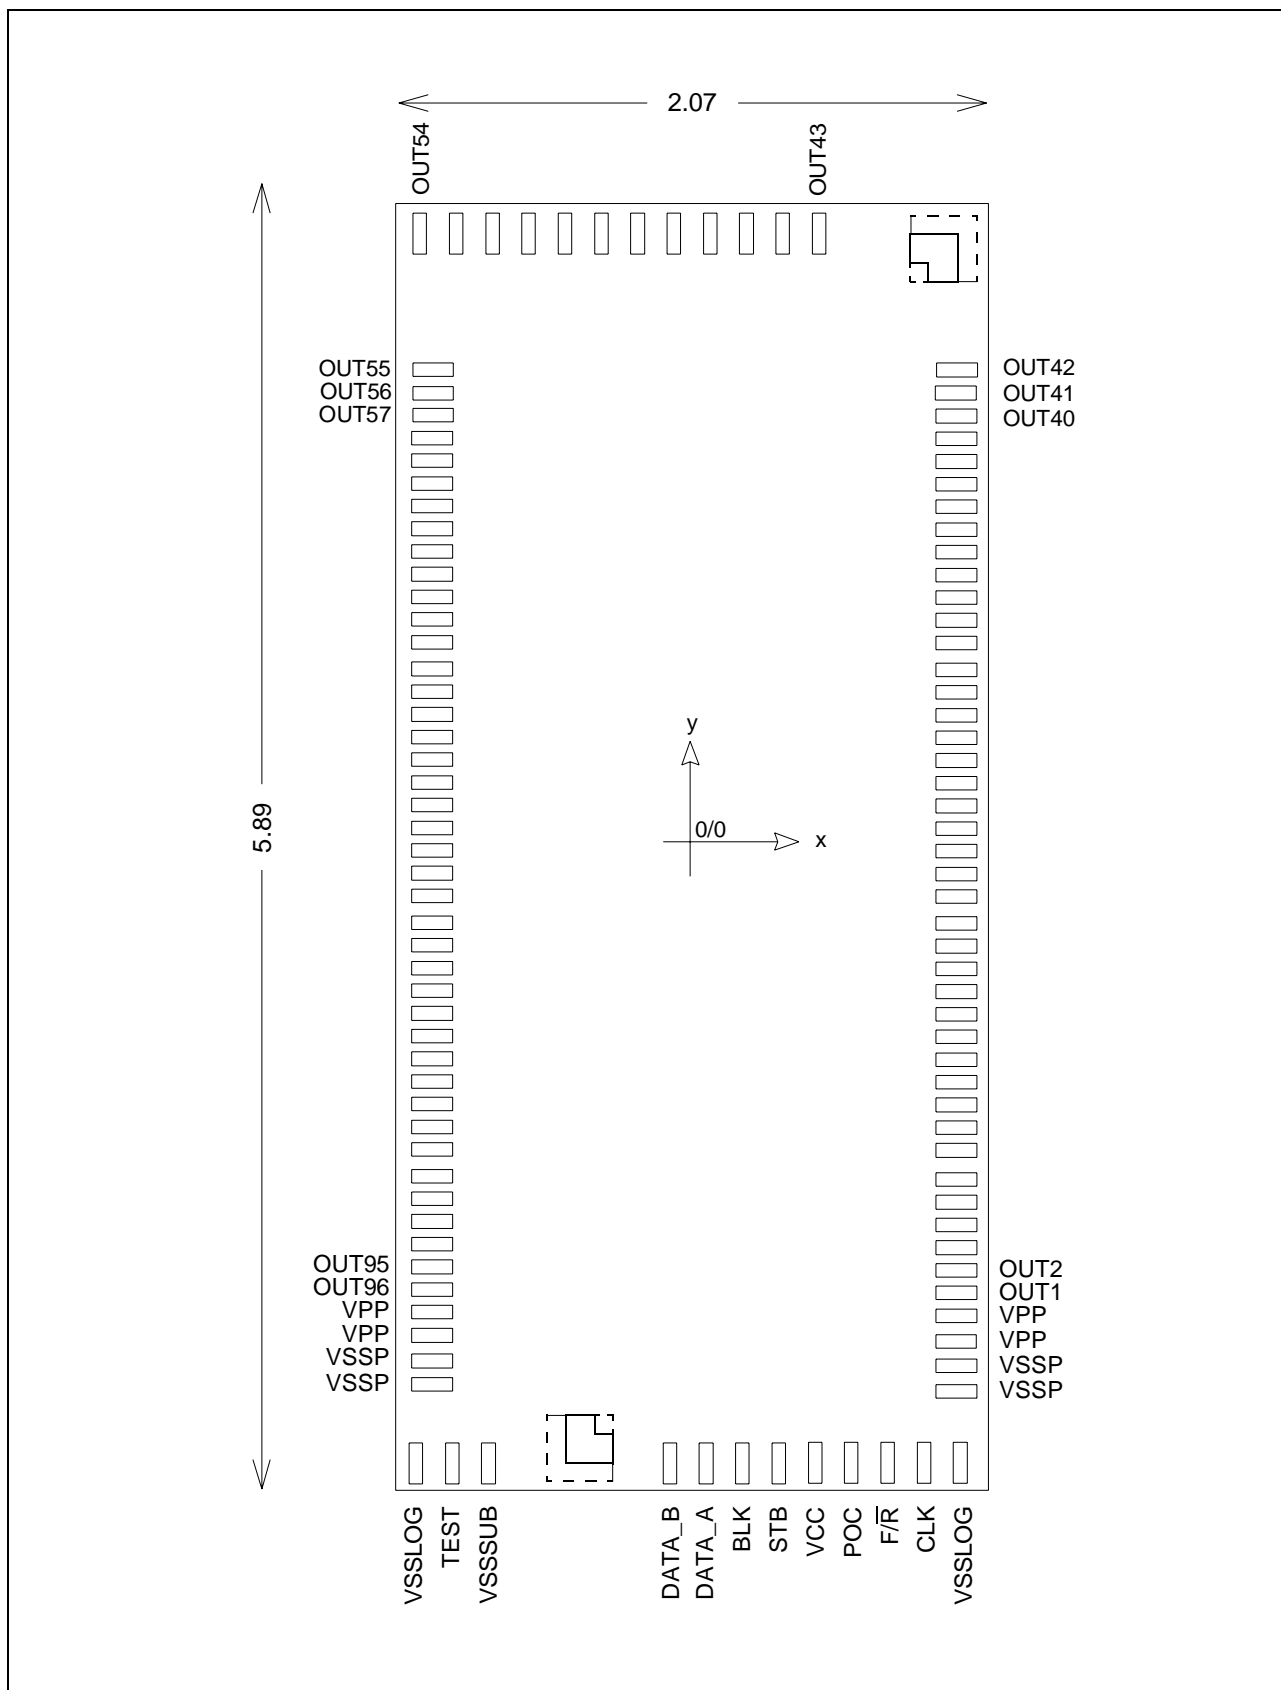 2.07
OUT54
OUT43
OUT55
OUT42
OUT56
OUT41
OUT57
OUT40
y
0/0
x
5.89
OUT95
OUT2
OUT96
OUT1
VPP
VPP
VPP
VPP
VSSP
VSSP
VSSP
VSSP
VSSLOG
TEST
VSSSUB
DATA_B
DATA_A
BLK
STB
VCC
POC
F/R̅
CLK
VSSLOG